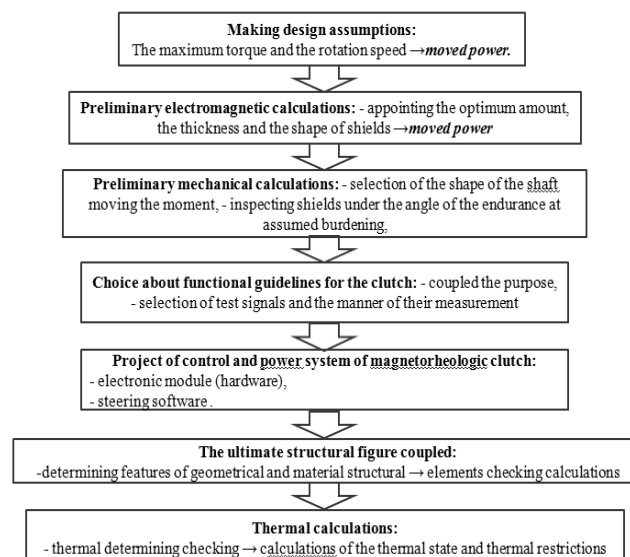 Making design assumptions:
The maximum torque and the rotation speed →moved power.
Preliminary electromagnetic calculations: - appointing the optimum amount,
the thickness and the shape of shields →moved power
Preliminary mechanical calculations: - selection of the shape of the shaft
moving the moment, - inspecting shields under the angle of the endurance at
assumed burdening,
Choice about functional guidelines for the clutch: - coupled the purpose,
- selection of test signals and the manner of their measurement
Project of control and power system of magnetorheologic clutch:
- electronic module (hardware),
- steering software .
The ultimate structural figure coupled:
-determining features of geometrical and material structural → elements checking calculations
Thermal calculations:
- thermal determining checking → calculations of the thermal state and thermal restrictions